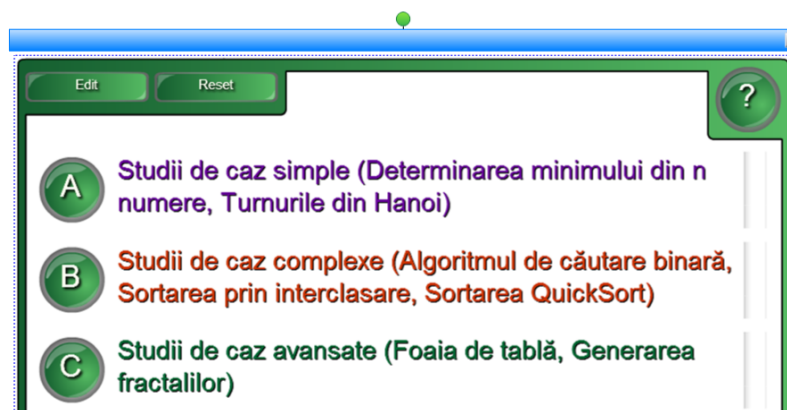 Edit
Reset
?
A
Studii de caz simple (Determinarea minimului din n
numere, Turnurile din Hanoi)
B
Studii de caz complexe (Algoritmul de căutare binară,
Sortarea prin interclasare, Sortarea QuickSort)
C
Studii de caz avansate (Foaia de tablă, Generarea
fractalilor)